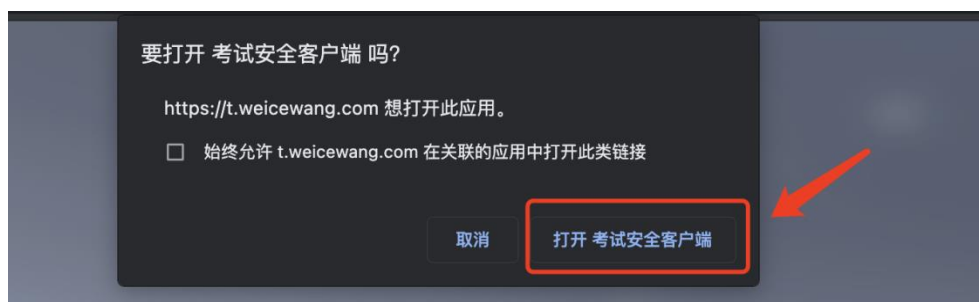 要打开 考试安全客户端 吗?
https://t.weicewang.com 想打开此应用。
始终允许 t.weicewang.com 在关联的应用中打开此类链接
取消
打开 考试安全客户端